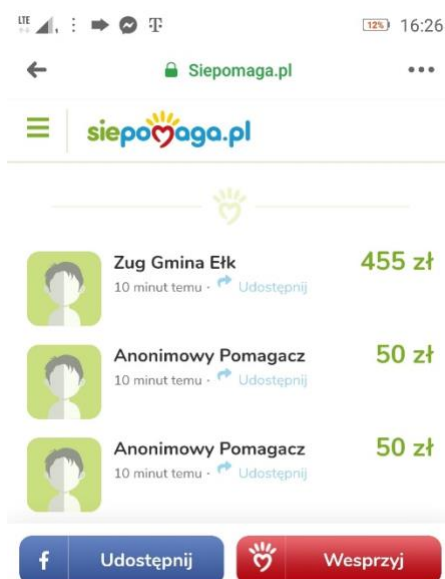 LTE 12% 16:26
Siepomaga.pl
siepomaga.pl
Zug Gmina Ełk 455 zł
10 minut temu · Udostępnij
Anonimowy Pomagacz 50 zł
10 minut temu · Udostępnij
Anonimowy Pomagacz 50 zł
10 minut temu · Udostępnij
f Udostępnij Wesprzyj